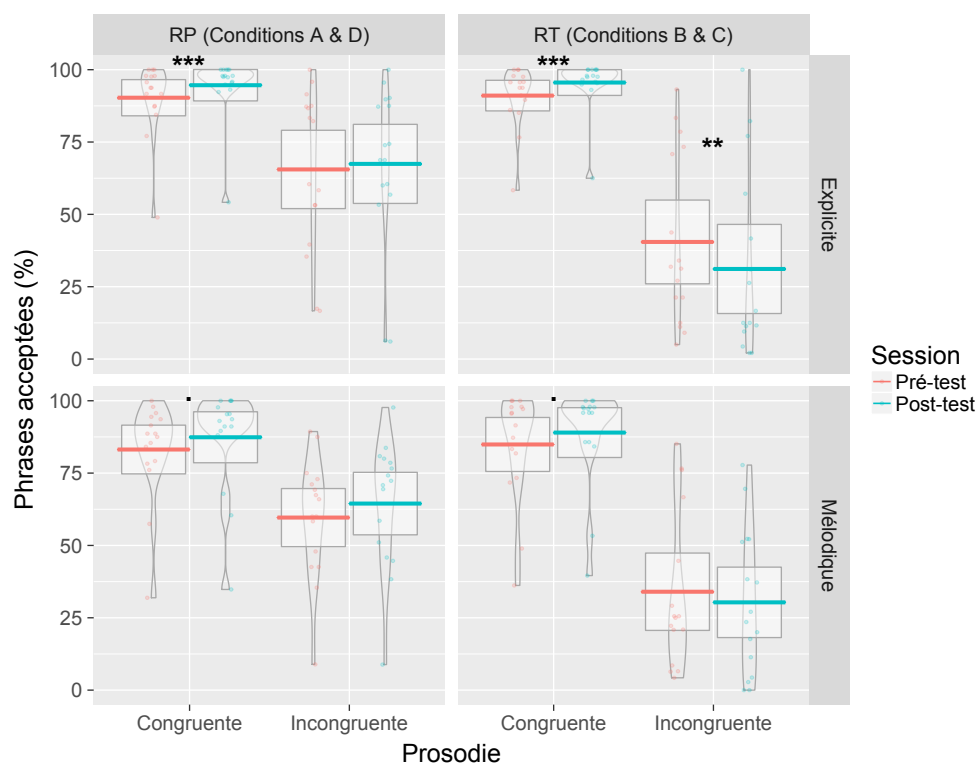 RP (Conditions A & D)
RT (Conditions B & C)
***
***
**
100
75
50
25
0
Explicite
.
.
100
75
50
25
0
Mélodique
Phrases acceptées (%)
Congruente
Incongruente
Congruente
Incongruente
Prosodie
Session
Pré-test
Post-test